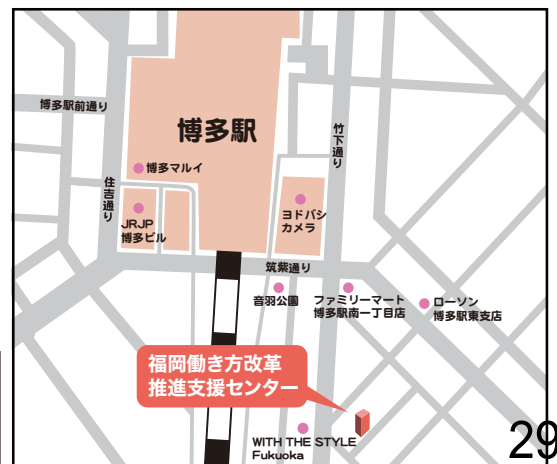 博多駅前通り
博多駅
竹下通り
博多マルイ
住吉通り
JRJP
博多ビル
ヨドバシ
カメラ
筑紫通り
音羽公園
ファミリーマート
博多駅南一丁目店
ローソン
博多駅東支店
福岡働き方改革
推進支援センター
WITH THE STYLE
Fukuoka
29